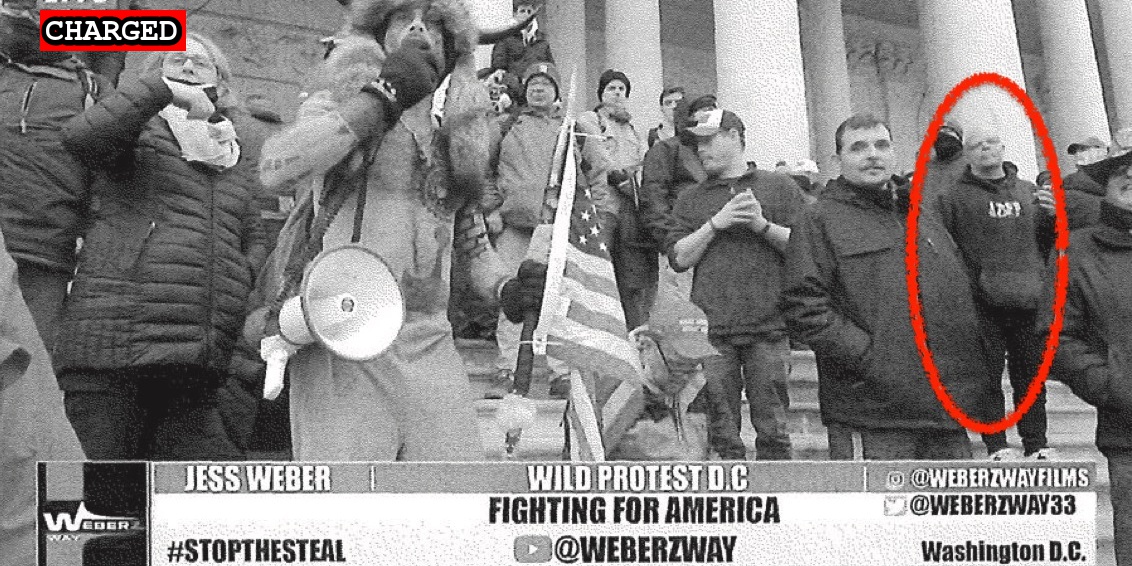 CHARGED
JESS WEBER | WILD PROTEST D.C | @WEBERZWAYFILMS
FIGHTING FOR AMERICA @WEBERZWAY33
WEBERZ WAY
#STOPTHESTEAL @WEBERZWAY Washington D.C.